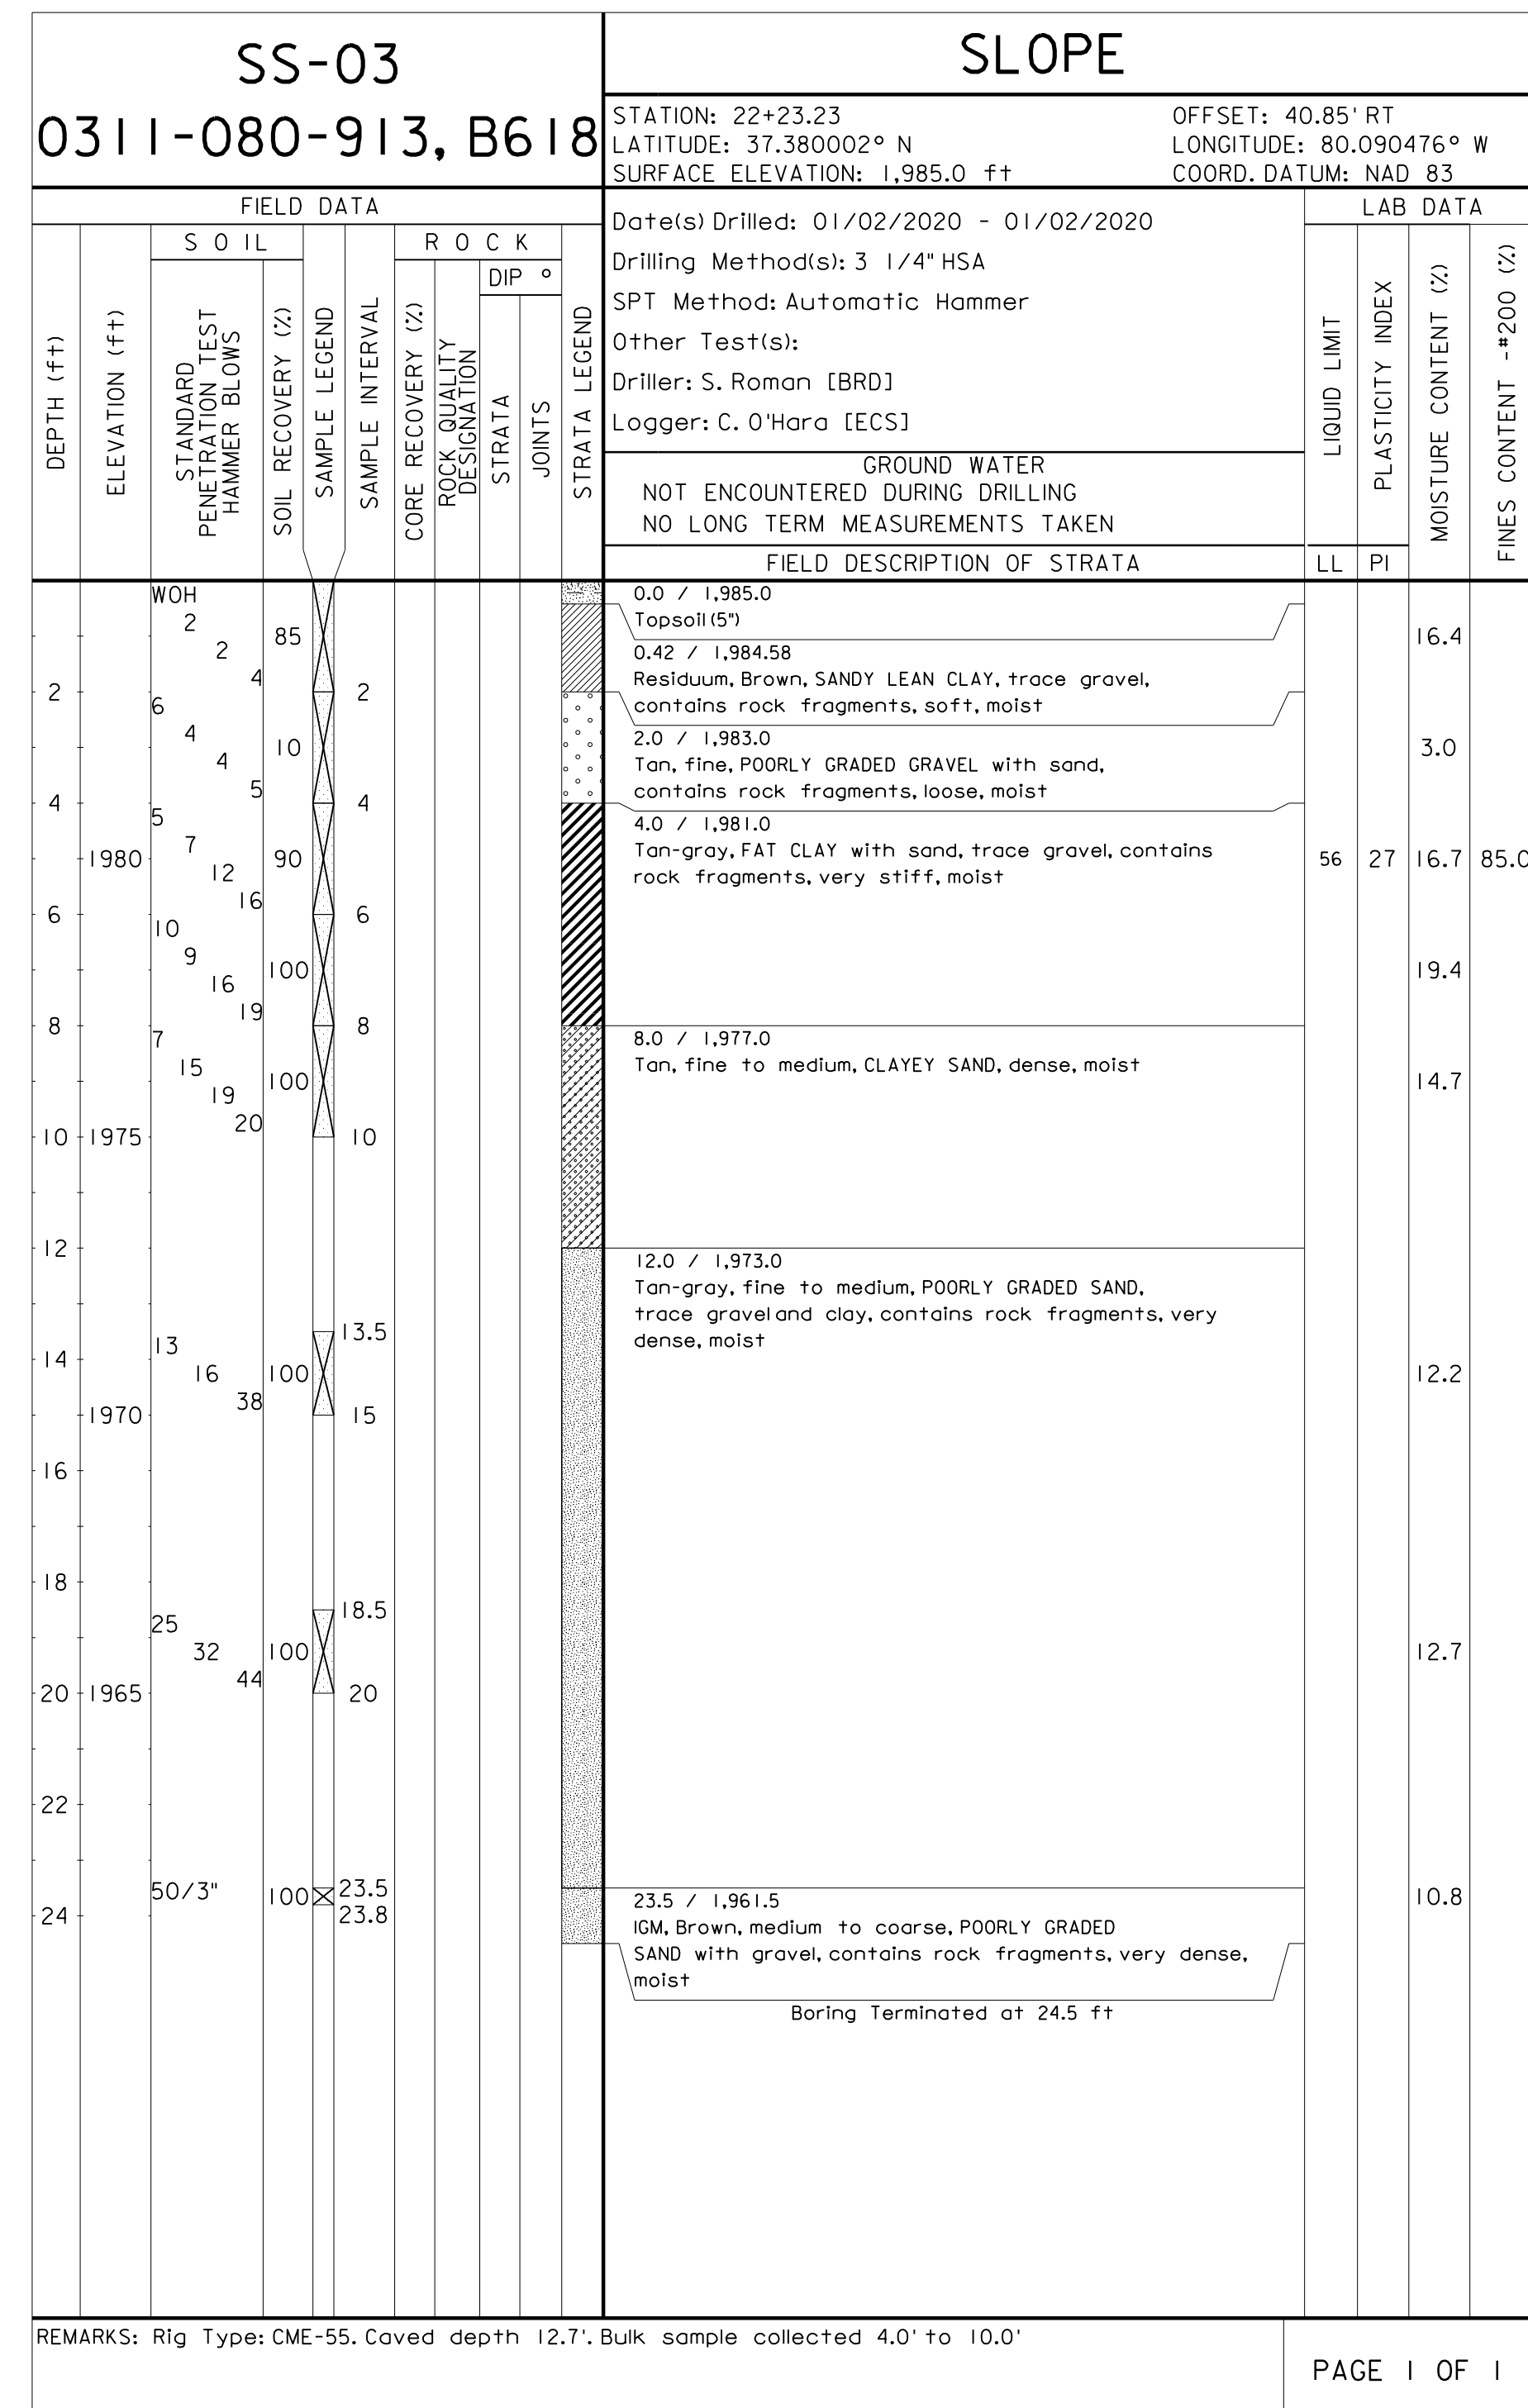 SS-03
0311-080-913, B618
SLOPE
STATION: 22+23.23
OFFSET: 40.85' RT
LATITUDE: 37.380002° N
LONGITUDE: 80.090476° W
SURFACE ELEVATION: 1,985.0 ft
COORD. DATUM: NAD 83
FIELD DATA
SOIL
ROCK
DIP °
DEPTH (ft)
ELEVATION (ft)
STANDARD
PENETRATION TEST
HAMMER BLOWS
SOIL RECOVERY (%)
SAMPLE LEGEND
SAMPLE INTERVAL
CORE RECOVERY (%)
ROCK QUALITY
DESIGNATION
STRATA
JOINTS
STRATA LEGEND
Date(s) Drilled: 01/02/2020 - 01/02/2020
Drilling Method(s): 3 1/4" HSA
SPT Method: Automatic Hammer
Other Test(s):
Driller: S. Roman [BRD]
Logger: C. O'Hara [ECS]
GROUND WATER
NOT ENCOUNTERED DURING DRILLING
NO LONG TERM MEASUREMENTS TAKEN
FIELD DESCRIPTION OF STRATA
LAB DATA
LIQUID LIMIT
PLASTICITY INDEX
MOISTURE CONTENT (%)
FINES CONTENT -#200 (%)
LL
PI
WOH
2
2
4
85
16.4
0.0 / 1,985.0
Topsoil (5")
0.42 / 1,984.58
Residuum, Brown, SANDY LEAN CLAY, trace gravel,
contains rock fragments, soft, moist
2
2
6
4
4
5
10
3.0
2.0 / 1,983.0
Tan, fine, POORLY GRADED GRAVEL with sand,
contains rock fragments, loose, moist
4
4
5
7
12
16
1980
90
4.0 / 1,981.0
Tan-gray, FAT CLAY with sand, trace gravel, contains
rock fragments, very stiff, moist
56
27
16.7
85.0
6
6
10
9
16
19
100
19.4
8
8
7
15
19
20
100
14.7
8.0 / 1,977.0
Tan, fine to medium, CLAYEY SAND, dense, moist
10
1975
10
12
12.0 / 1,973.0
Tan-gray, fine to medium, POORLY GRADED SAND,
trace gravel and clay, contains rock fragments, very
dense, moist
13.5
14
13
16
38
100
12.2
1970
15
16
18
18.5
25
32
44
100
12.7
20
1965
20
22
50/3"
100
23.5
23.8
10.8
24
23.5 / 1,961.5
IGM, Brown, medium to coarse, POORLY GRADED
SAND with gravel, contains rock fragments, very dense,
moist
Boring Terminated at 24.5 ft
REMARKS: Rig Type: CME-55. Caved depth 12.7'. Bulk sample collected 4.0' to 10.0'
PAGE 1 OF 1